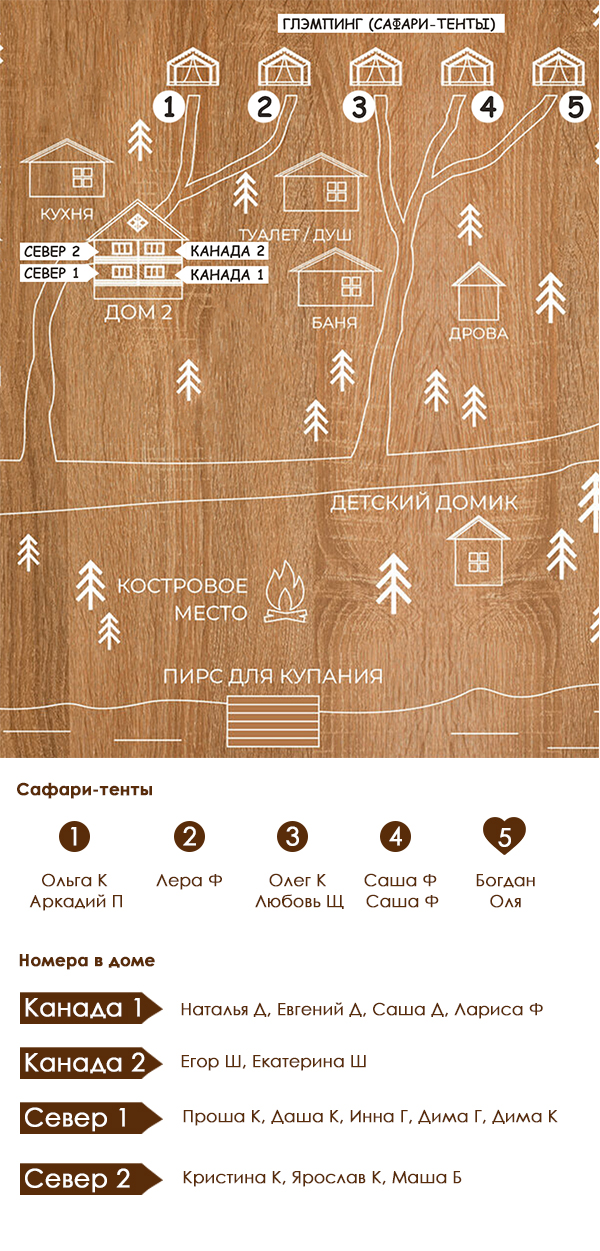 ГЛЭМПИНГ (САФАРИ-ТЕНТЫ)
1 2 3 4 5
КУХНЯ
ТУАЛЕТ / ДУШ
СЕВЕР 2 КАНАДА 2
СЕВЕР 1 КАНАДА 1
ДОМ 2
БАНЯ
ДРОВА
ДЕТСКИЙ ДОМИК
КОСТРОВОЕ
МЕСТО
ПИРС ДЛЯ КУПАНИЯ
Сафари-тенты
1 2 3 4 5
Ольга К Лера Ф Олег К Саша Ф Богдан
Аркадий П Любовь Щ Саша Ф Оля
Номера в доме
Канада 1 Наталья Д, Евгений Д, Саша Д, Лариса Ф
Канада 2 Егор Ш, Екатерина Ш
Север 1 Проша К, Даша К, Инна Г, Дима Г, Дима К
Север 2 Кристина К, Ярослав К, Маша Б